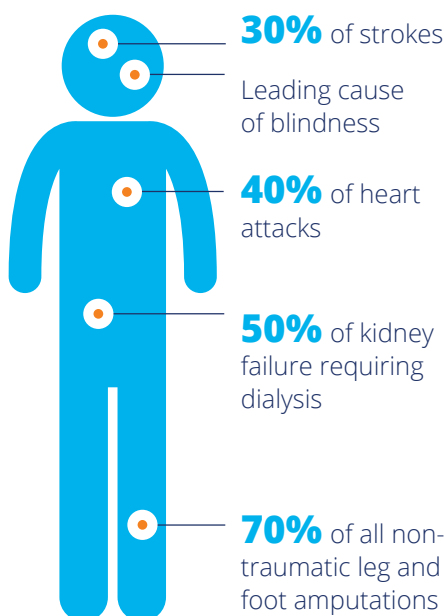 30% of strokes
Leading cause
of blindness
40% of heart
attacks
50% of kidney
failure requiring
dialysis
70% of all non-
traumatic leg and
foot amputations